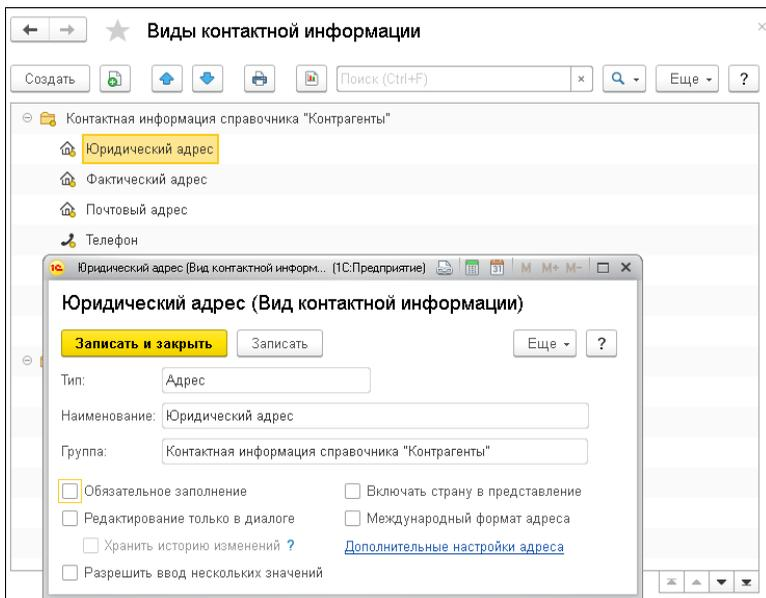 Виды контактной информации
Создать Поиск (Ctrl+F) × Еще ?
Контактная информация справочника "Контрагенты"
Юридический адрес
Фактический адрес
Почтовый адрес
Телефон
1С Юридический адрес (Вид контактной информ... (1С:Предприятие) 31 M M+ M-
Юридический адрес (Вид контактной информации)
Записать и закрыть Записать Еще ?
Тип: Адрес
Наименование: Юридический адрес
Группа: Контактная информация справочника "Контрагенты"
Обязательное заполнение Включать страну в представление
Редактирование только в диалоге Международный формат адреса
Хранить историю изменений ? Дополнительные настройки адреса
Разрешить ввод нескольких значений